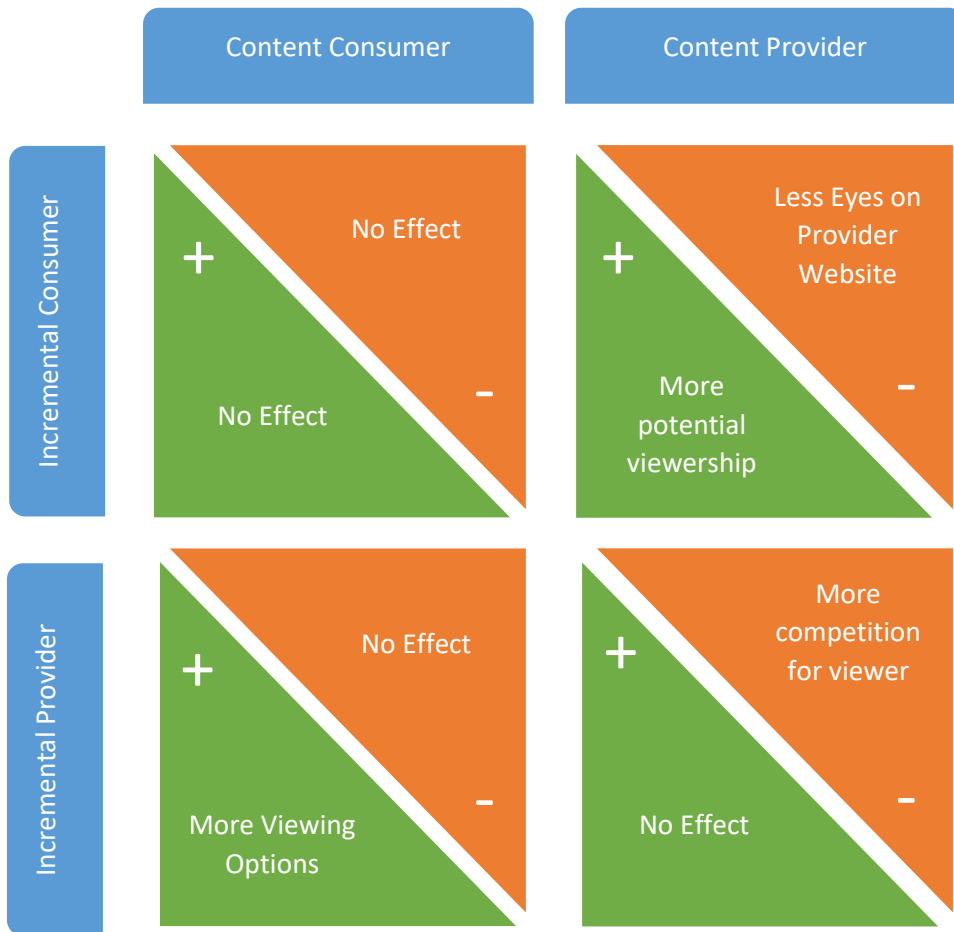 Content Consumer
Content Provider
Incremental Consumer
+
No Effect
-
No Effect
+
Less Eyes on
Provider
Website
-
More
potential
viewership
Incremental Provider
+
No Effect
-
More Viewing
Options
+
More
competition
for viewer
-
No Effect